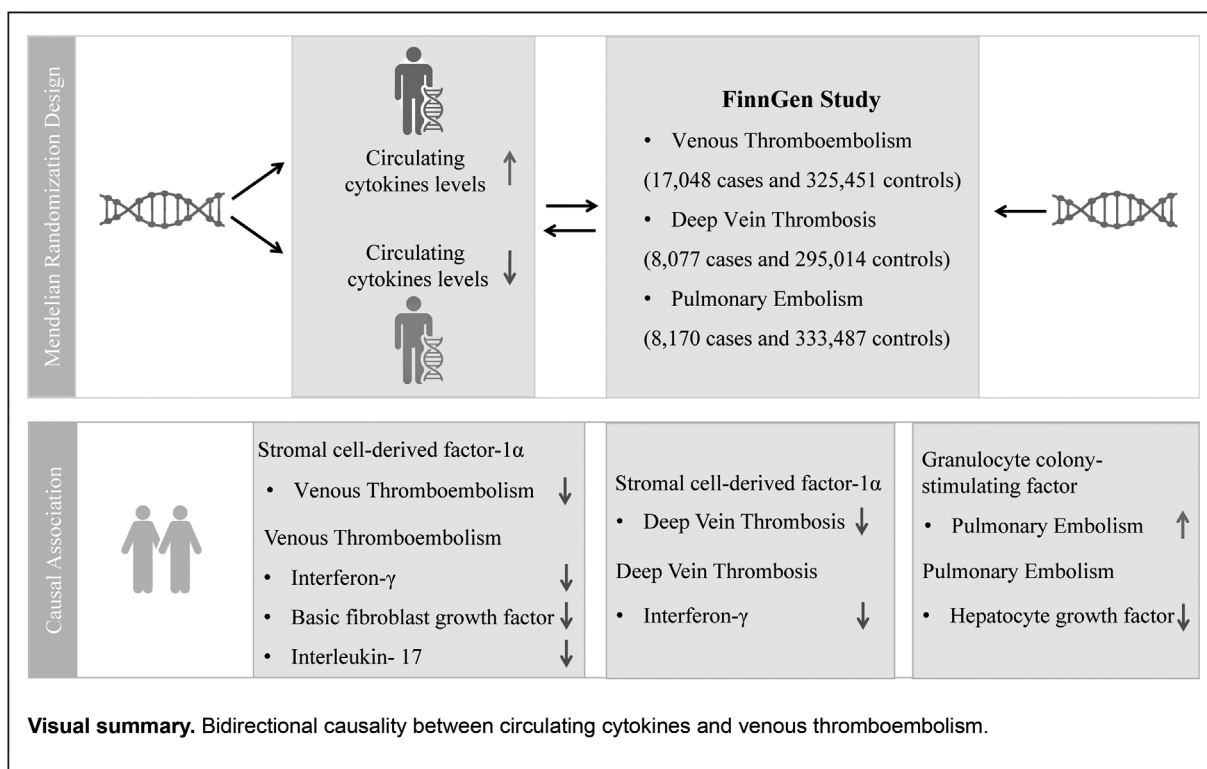 Mendelian Randomization Design
Circulating
cytokines levels ↑
Circulating
cytokines levels ↓
FinnGen Study
• Venous Thromboembolism
(17,048 cases and 325,451 controls)
• Deep Vein Thrombosis
(8,077 cases and 295,014 controls)
• Pulmonary Embolism
(8,170 cases and 333,487 controls)
Causal Association
Stromal cell-derived factor-1α
• Venous Thromboembolism ↓
Venous Thromboembolism
• Interferon-γ ↓
• Basic fibroblast growth factor ↓
• Interleukin- 17 ↓
Stromal cell-derived factor-1α
• Deep Vein Thrombosis ↓
Deep Vein Thrombosis
• Interferon-γ ↓
Granulocyte colony-
stimulating factor
• Pulmonary Embolism ↑
Pulmonary Embolism
• Hepatocyte growth factor ↓
Visual summary. Bidirectional causality between circulating cytokines and venous thromboembolism.